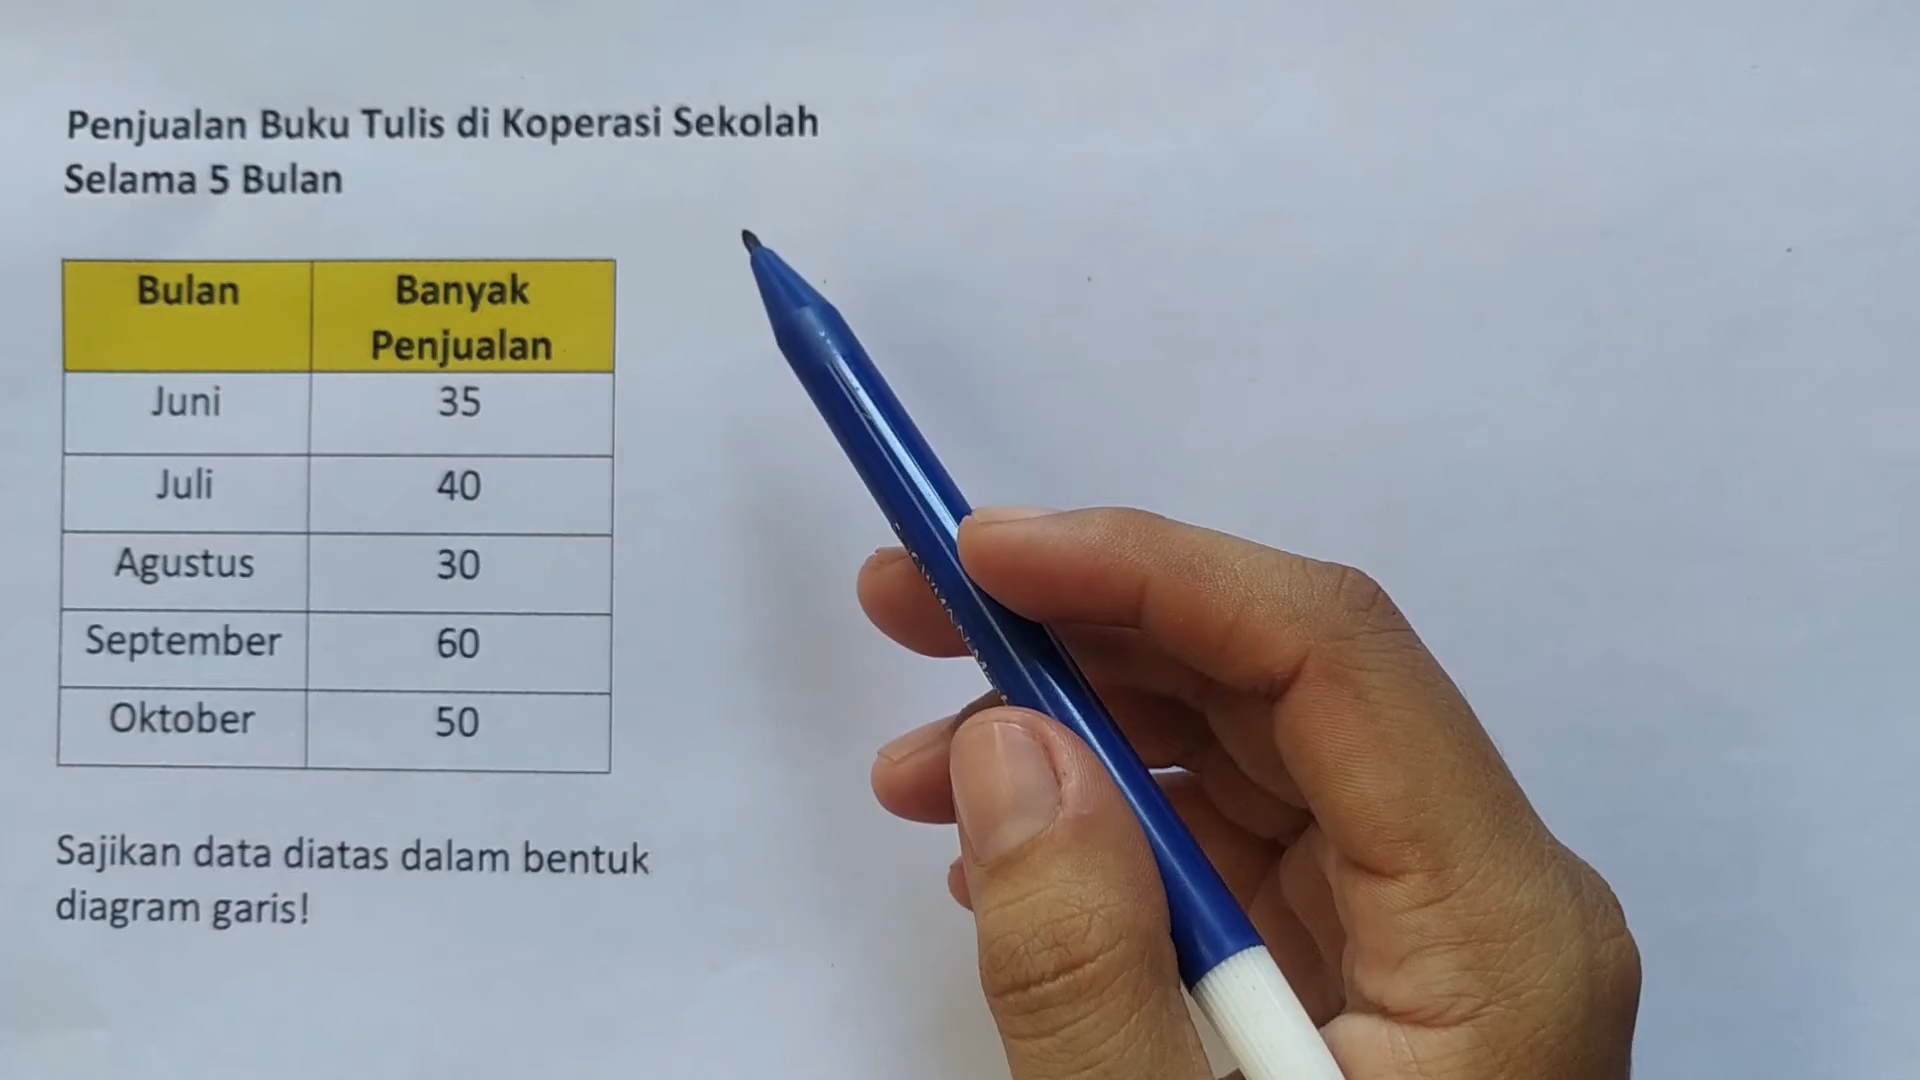 Penjualan Buku Tulis di Koperasi Sekolah
Selama 5 Bulan
Bulan Banyak
Penjualan
Juni 35
Juli 40
Agustus 30
September 60
Oktober 50
Sajikan data diatas dalam bentuk
diagram garis!